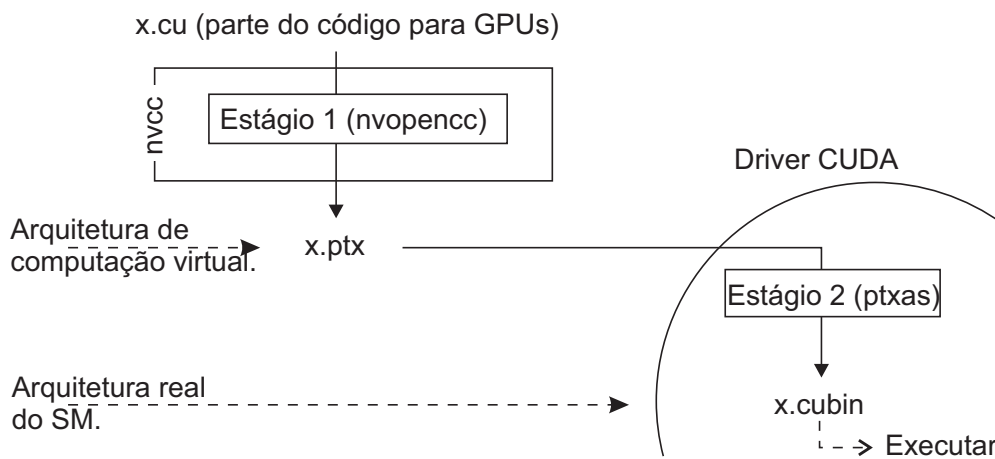 x.cu (parte do código para GPUs)
nvcc
Estágio 1 (nvopencc)
Driver CUDA
Arquitetura de
computação virtual.
x.ptx
Estágio 2 (ptxas)
Arquitetura real
do SM.
x.cubin
Executar